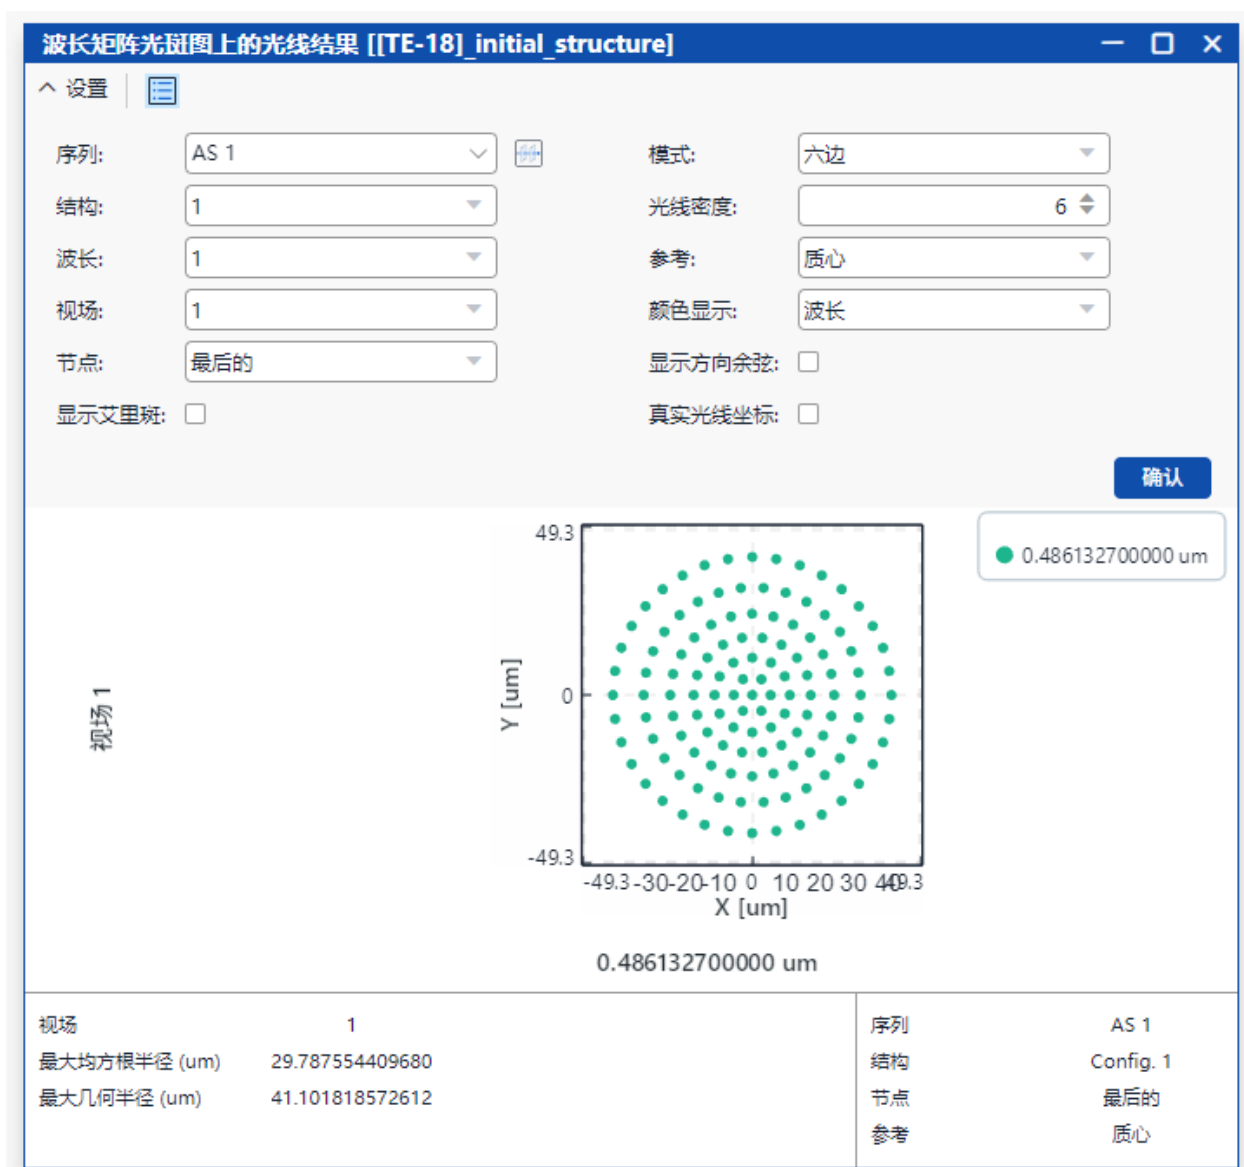 波长矩阵光斑图上的光线结果 [[TE-18]_initial_structure]
设置
序列: AS 1 模式: 六边
结构: 1 光线密度: 6
波长: 1 参考: 质心
视场: 1 颜色显示: 波长
节点: 最后的 显示方向余弦:
显示艾里斑: 真实光线坐标:
确认
0.486132700000 um
49.3
0
-49.3
Y [um]
视场 1
-49.3 -30 -20 -10 0 10 20 30 40 49.3
X [um]
0.486132700000 um
视场 1
最大均方根半径 (um) 29.787554409680
最大几何半径 (um) 41.101818572612
序列 AS 1
结构 Config. 1
节点 最后的
参考 质心